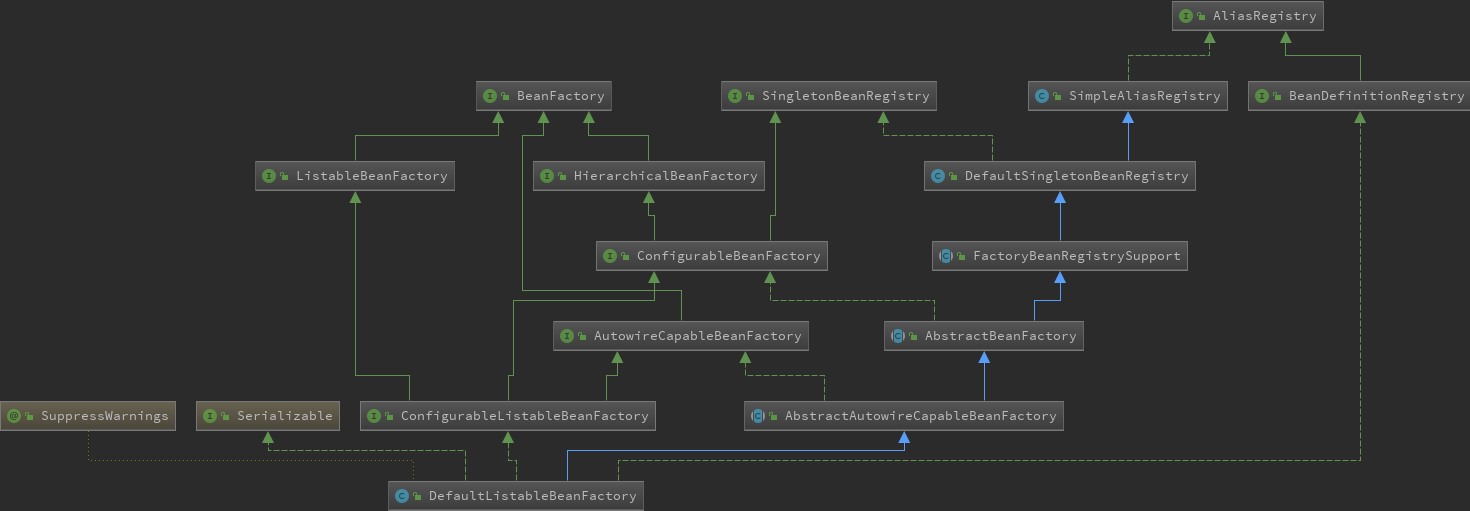 AliasRegistry
BeanFactory
SingletonBeanRegistry
SimpleAliasRegistry
BeanDefinitionRegistry
ListableBeanFactory
HierarchicalBeanFactory
DefaultSingletonBeanRegistry
ConfigurableBeanFactory
FactoryBeanRegistrySupport
AutowireCapableBeanFactory
AbstractBeanFactory
SuppressWarnings
Serializable
ConfigurableListableBeanFactory
AbstractAutowireCapableBeanFactory
DefaultListableBeanFactory